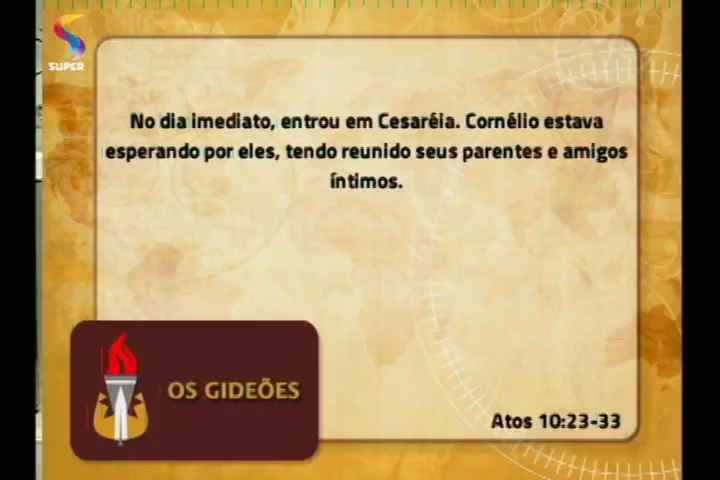 SUPER
No dia imediato, entrou em Cesaréia. Cornélio estava
esperando por eles, tendo reunido seus parentes e amigos
íntimos.
OS GIDEÕES
Atos 10:23-33